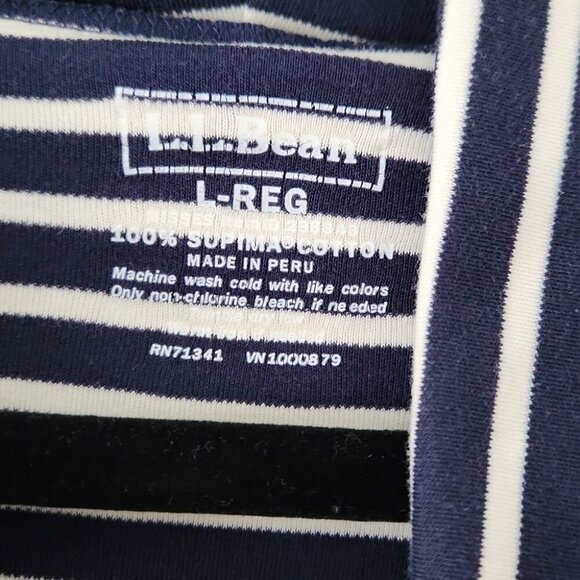 L.L.Bean
L-REG
MISSES
100% SUPIMA® COTTON
MADE IN PERU
Machine wash cold with like colors
Only non-chlorine bleach if needed
RN71341 VN1000879